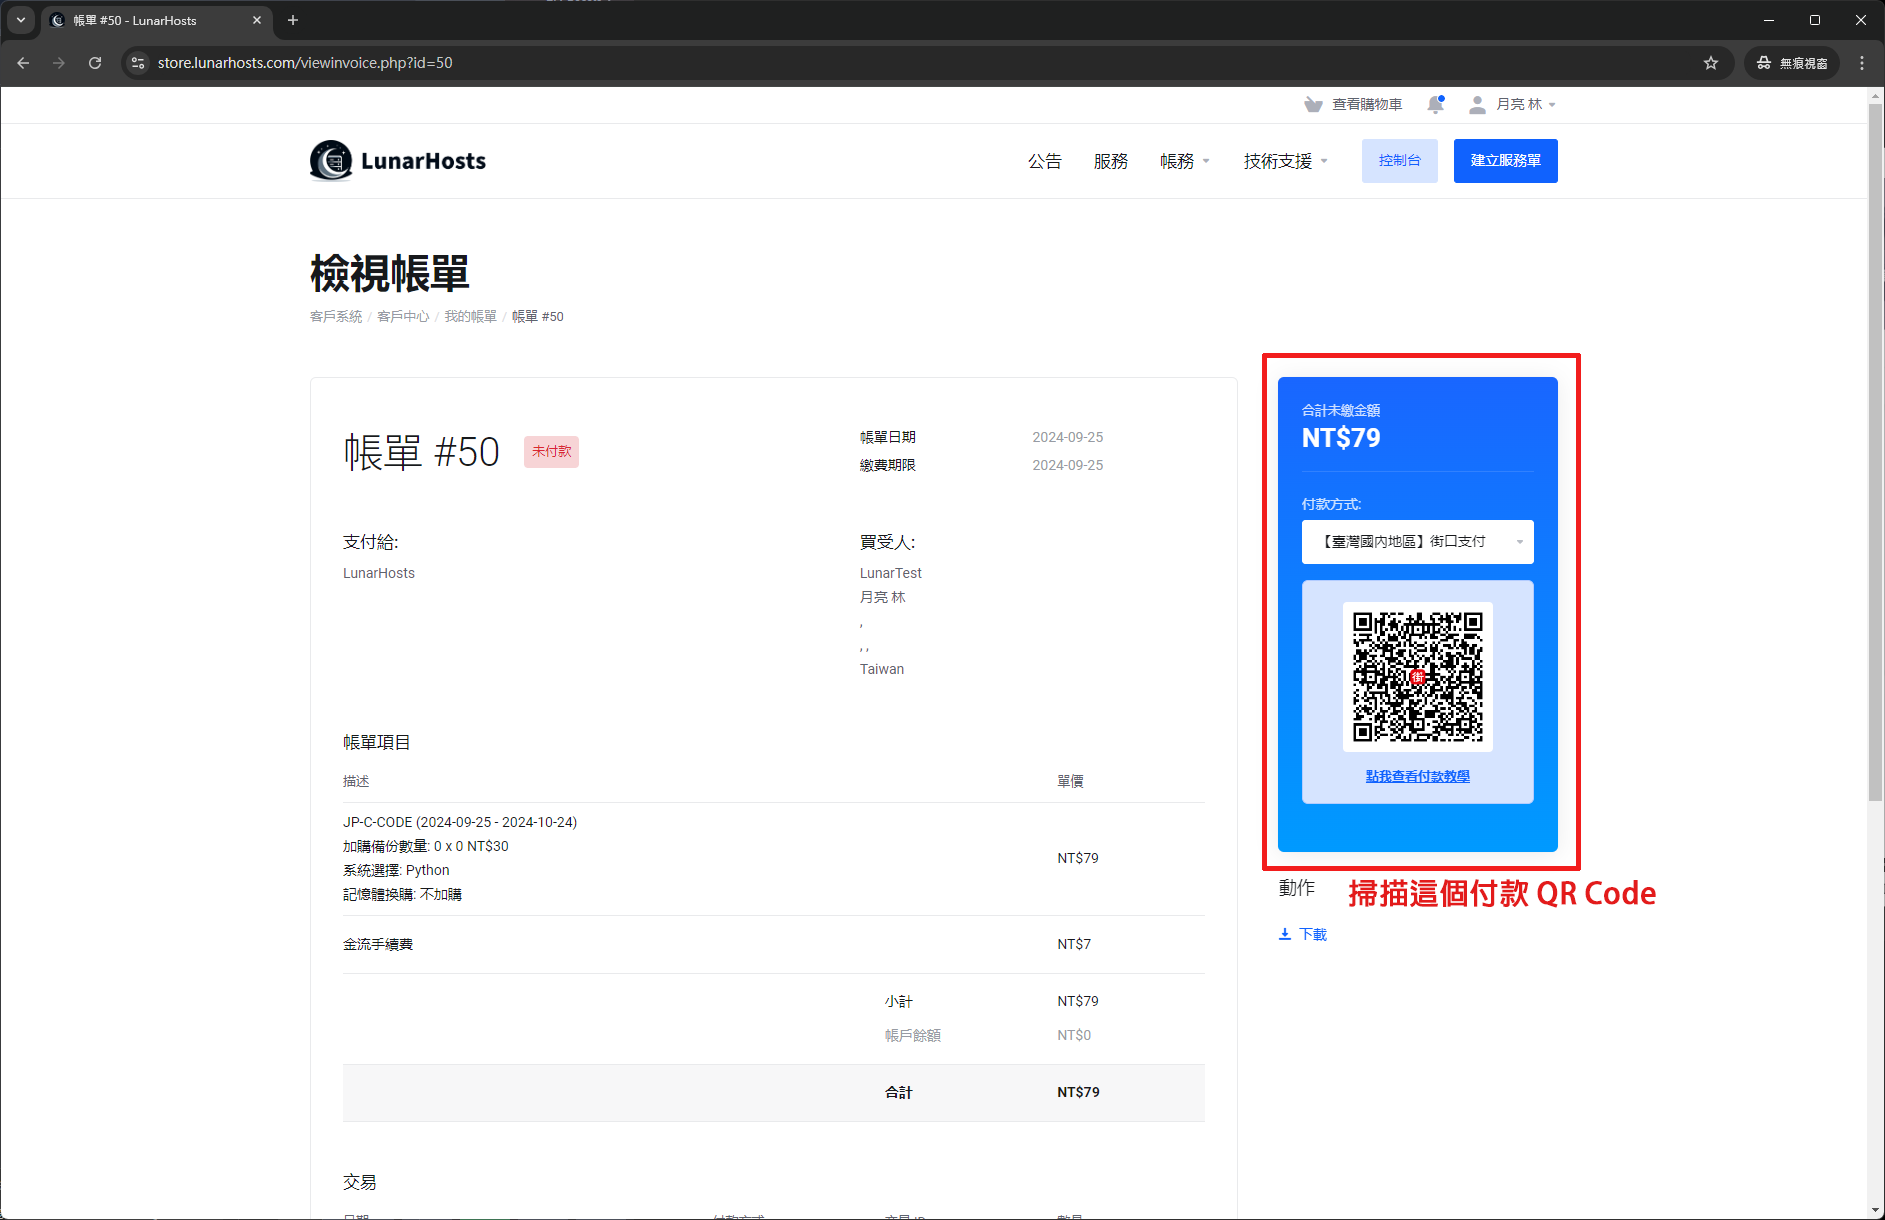 帳單 #50 - LunarHosts
store.lunarhosts.com/viewinvoice.php?id=50
無痕視窗
查看購物車
月亮 林
LunarHosts
公告
服務
帳務
技術支援
控制台
建立服務單
檢視帳單
客戶系統 / 客戶中心 / 我的帳單 / 帳單 #50
帳單 #50
未付款
帳單日期 2024-09-25
繳費期限 2024-09-25
支付給:
LunarHosts
買受人:
LunarTest
月亮 林
,
, ,
Taiwan
帳單項目
描述 單價
JP-C-CODE (2024-09-25 - 2024-10-24)
加購備份數量: 0 x 0 NT$30
系統選擇: Python
記憶體換購: 不加購
NT$79
金流手續費 NT$7
小計 NT$79
帳戶餘額 NT$0
合計 NT$79
交易
合計未繳金額
NT$79
付款方式:
【臺灣國內地區】街口支付
街
點我查看付款教學
動作
掃描這個付款 QR Code
下載